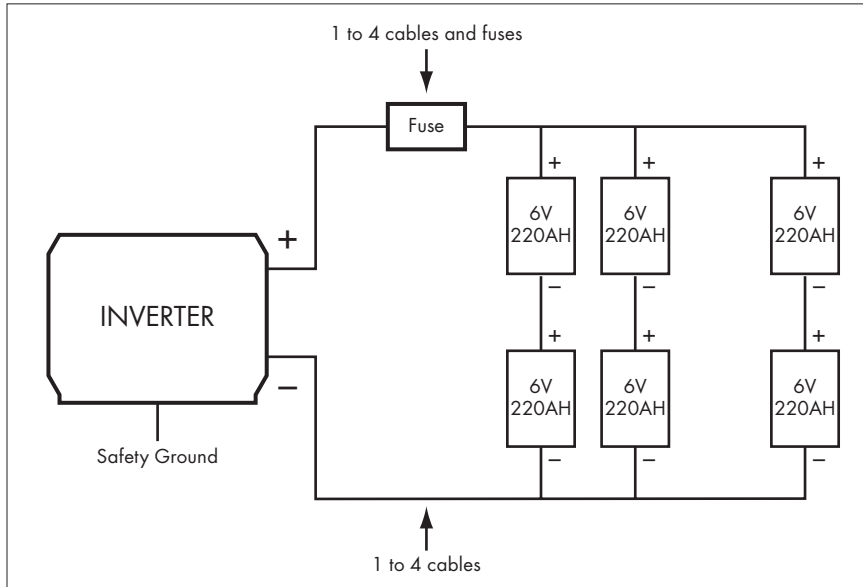 1 to 4 cables and fuses
Fuse
+ + +
6V 6V 6V
220AH 220AH 220AH
+
INVERTER
− − −
+ + +
−
6V 6V 6V
220AH 220AH 220AH
Safety Ground
− − −
1 to 4 cables